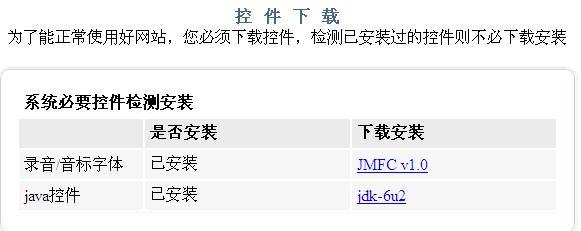 控 件 下 载
为了能正常使用好网站，您必须下载控件，检测已安装过的控件则不必下载安装
系统必要控件检测安装
是否安装 下载安装
录音/音标字体 已安装 JMFC v1.0
java控件 已安装 jdk-6u2